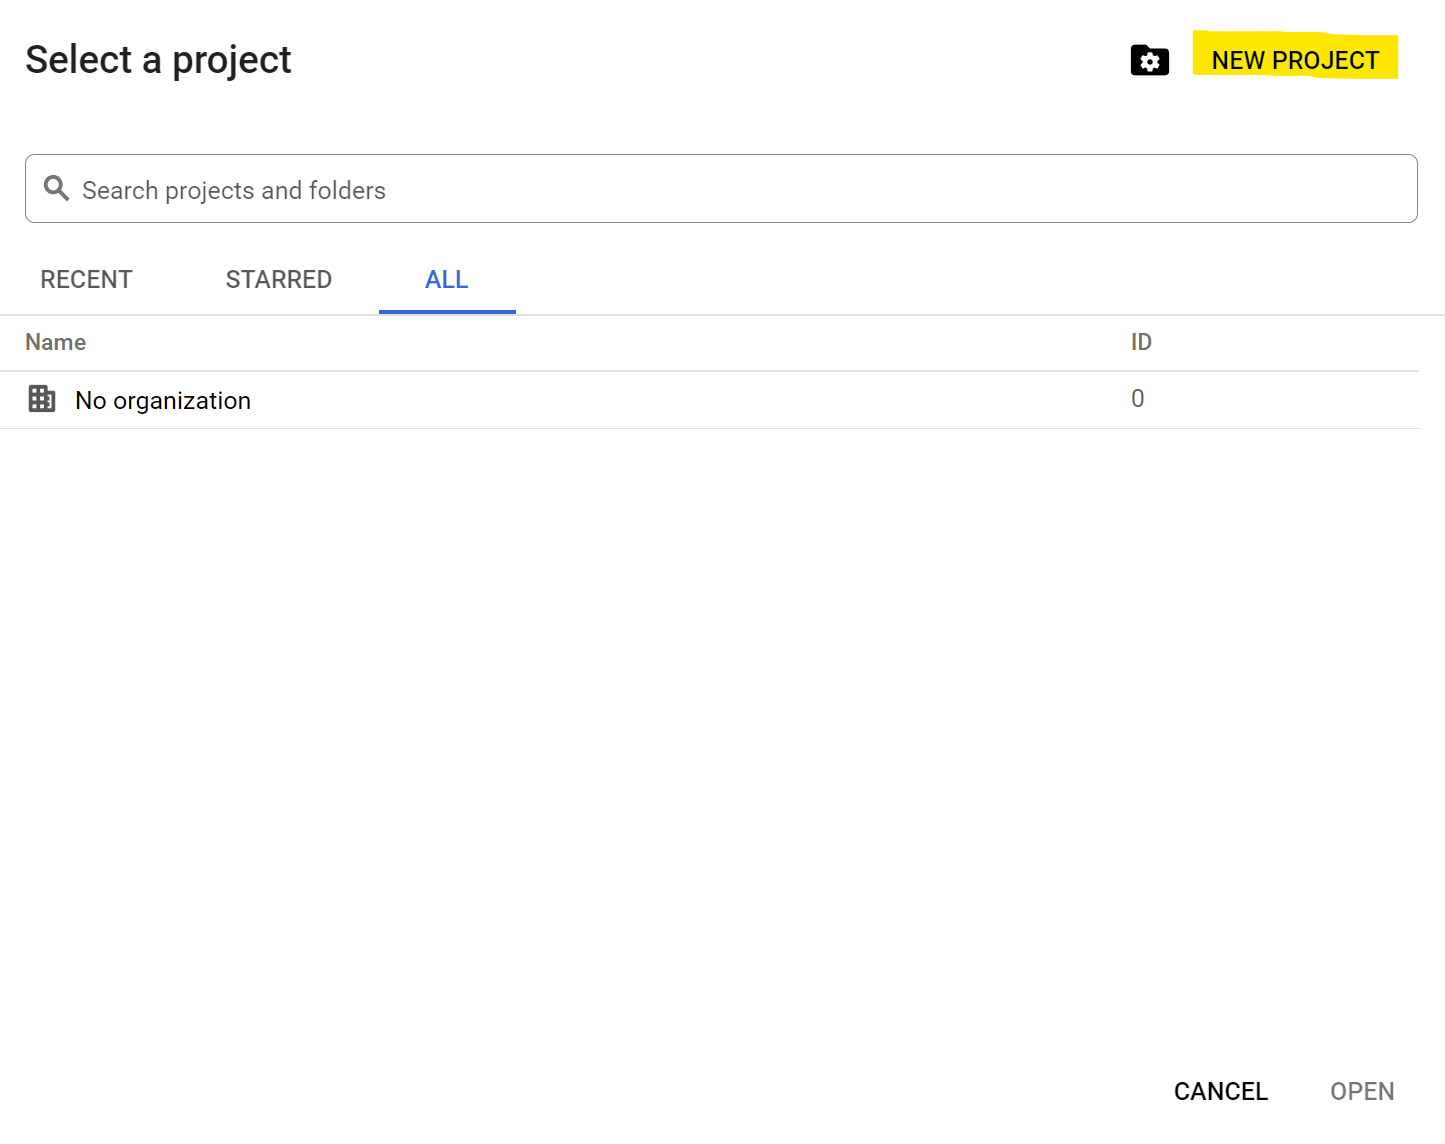 Select a project
NEW PROJECT
Search projects and folders
RECENT STARRED ALL
Name ID
No organization 0
CANCEL OPEN